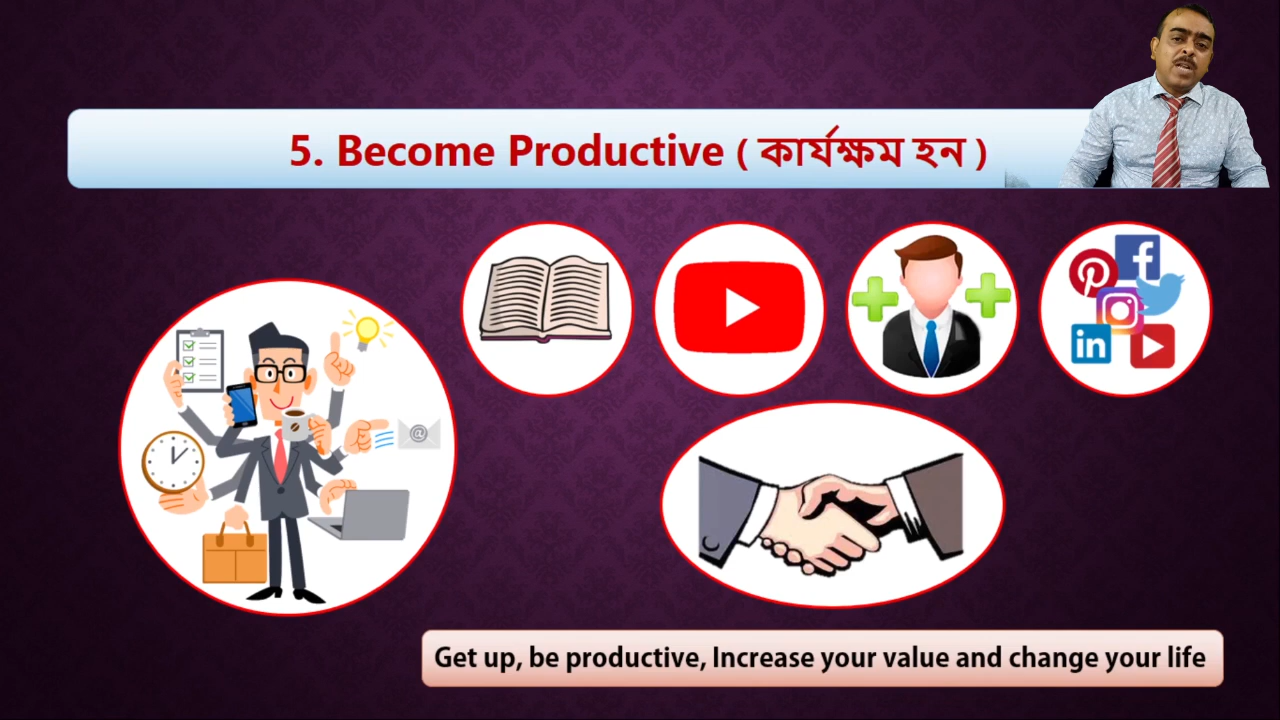 5. Become Productive ( কার্যক্ষম হন )
Get up, be productive, Increase your value and change your life